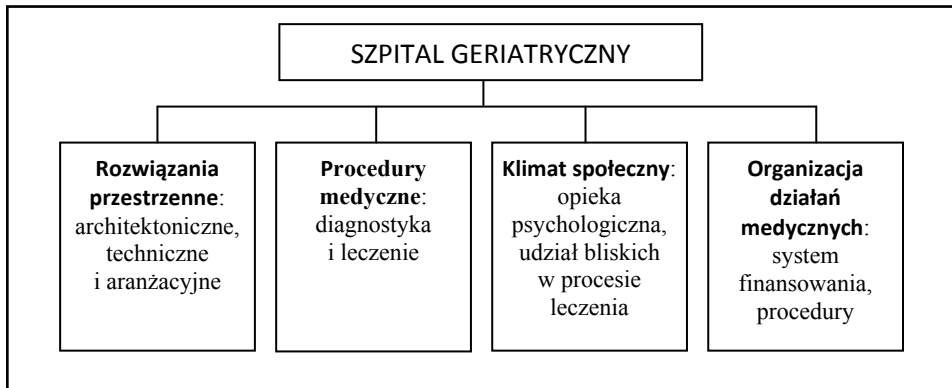 SZPITAL GERIATRYCZNY
Rozwiązania
przestrzenne:
architektoniczne,
techniczne
i aranżacyjne
Procedury
medyczne:
diagnostyka
i leczenie
Klimat społeczny:
opieka
psychologiczna,
udział bliskich
w procesie
leczenia
Organizacja
działań
medycznych:
system
finansowania,
procedury